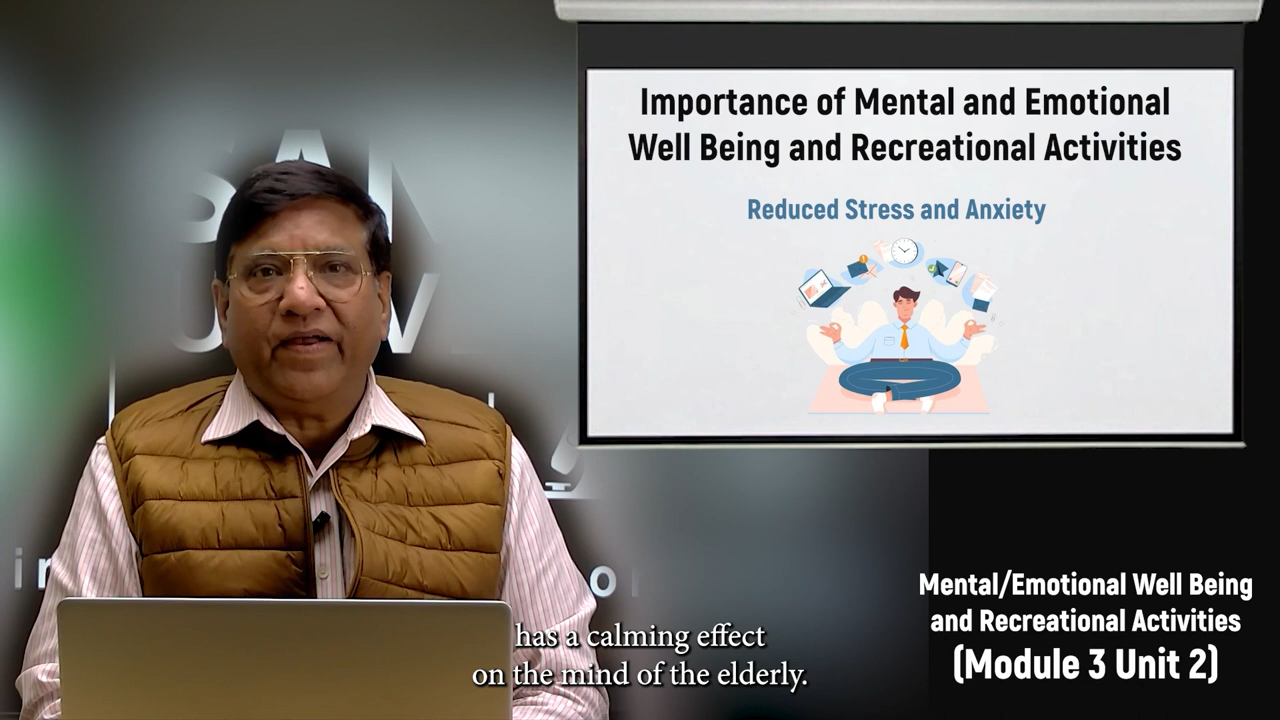 Importance of Mental and Emotional
Well Being and Recreational Activities
Reduced Stress and Anxiety
has a calming effect
on the mind of the elderly.
Mental/Emotional Well Being
and Recreational Activities
(Module 3 Unit 2)